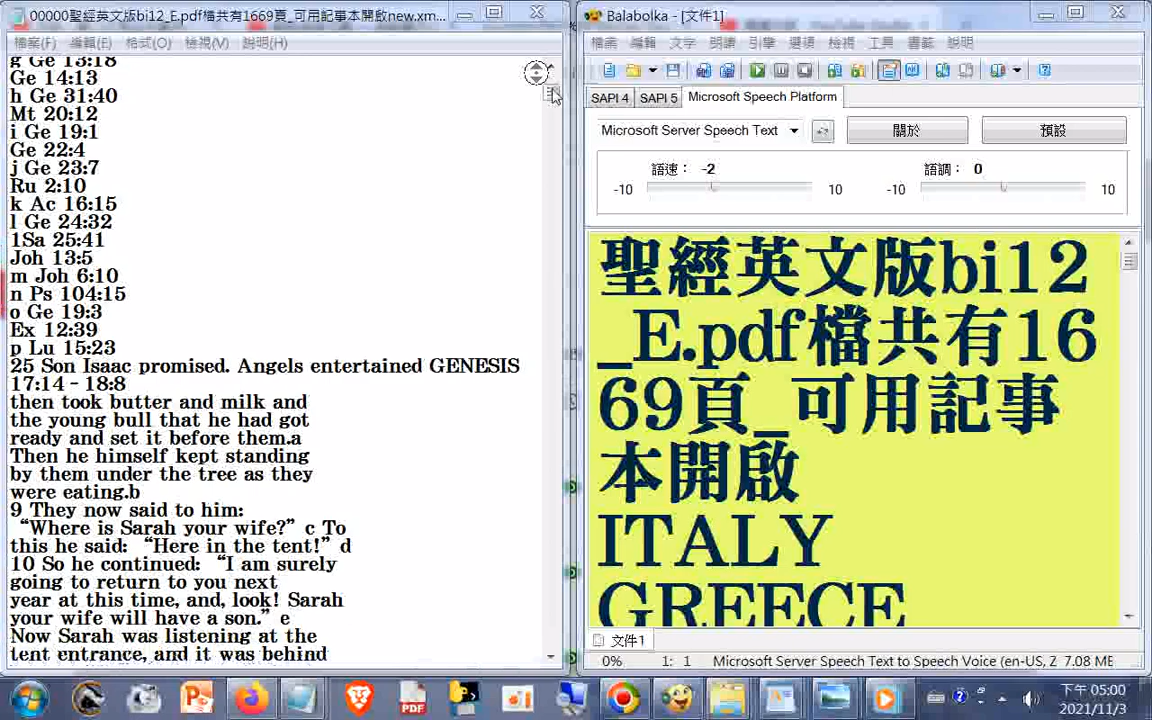 00000聖經英文版bi12_E.pdf檔共有1669頁_可用記事本開啟new.xm...
檔案(F) 編輯(E) 格式(O) 檢視(V) 說明(H)
g Ge 13:18
Ge 14:13
h Ge 31:40
Mt 20:12
i Ge 19:1
Ge 22:4
j Ge 23:7
Ru 2:10
k Ac 16:15
l Ge 24:32
1Sa 25:41
Joh 13:5
m Joh 6:10
n Ps 104:15
o Ge 19:3
Ex 12:39
p Lu 15:23
25 Son Isaac promised. Angels entertained GENESIS
17:14–18:8
then took butter and milk and
the young bull that he had got
ready and set it before them.a
Then he himself kept standing
by them under the tree as they
were eating.b
9 They now said to him:
“Where is Sarah your wife?” c To
this he said: “Here in the tent!” d
10 So he continued: “I am surely
going to return to you next
year at this time, and, look! Sarah
your wife will have a son.” e
Now Sarah was listening at the
tent entrance, and it was behind
Balabolka - [文件1]
檔案 編輯 文字 朗讀 引擎 選項 檢視 工具 書籤 說明
SAPI 4 SAPI 5 Microsoft Speech Platform
Microsoft Server Speech Text
關於 預設
語速： -2 語調： 0
-10 10 -10 10
聖經英文版bi12
_E.pdf檔共有16
69頁_可用記事
本開啟
ITALY
GREECE
文件1
0% 1: 1 Microsoft Server Speech Text to Speech Voice (en-US, Z 7.08 ME
PDF
下午 05:00
2021/11/3